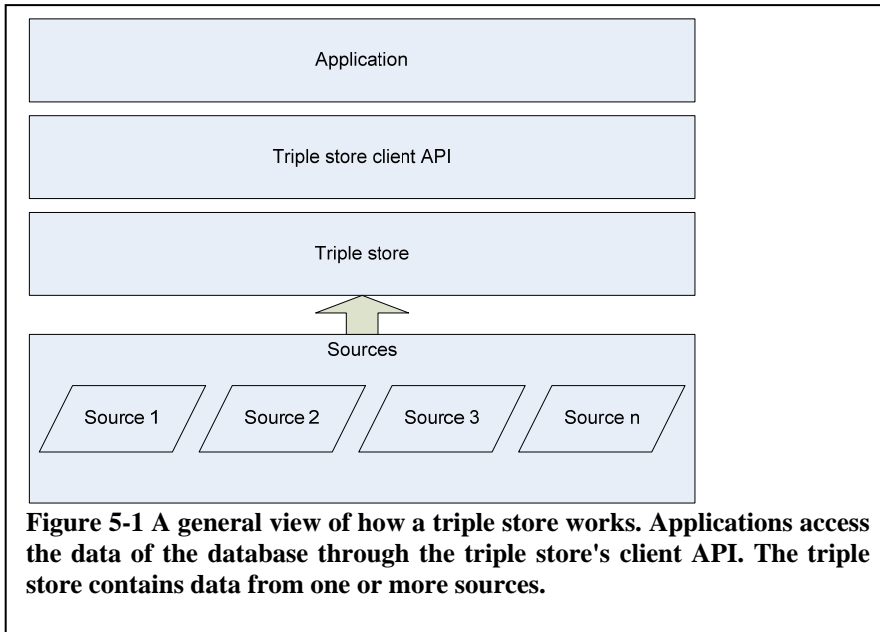 Application
Triple store client API
Triple store
Sources
Source 1
Source 2
Source 3
Source n
Figure 5-1 A general view of how a triple store works. Applications access
the data of the database through the triple store's client API. The triple
store contains data from one or more sources.